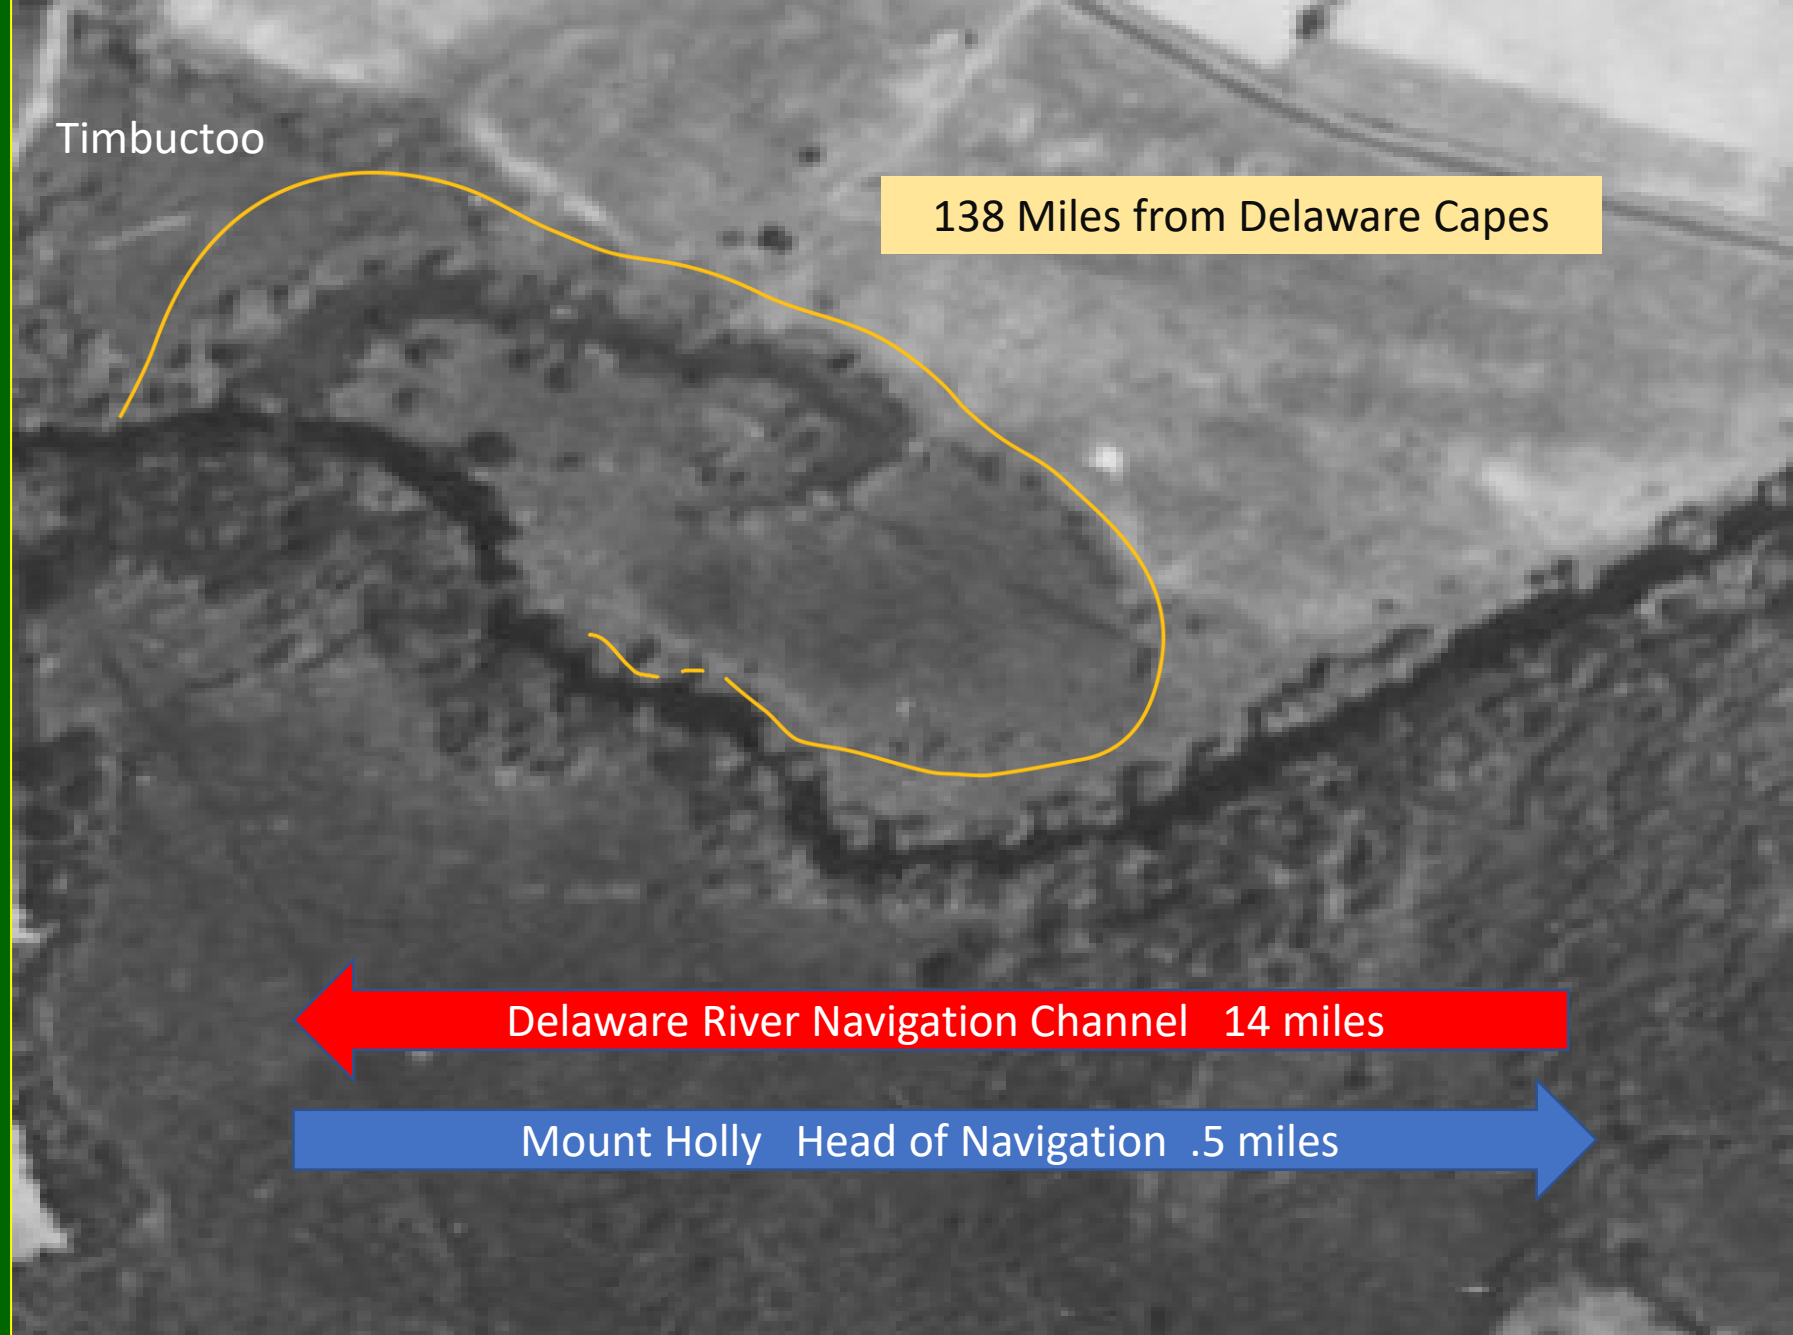 Timbuctoo
138 Miles from Delaware Capes
Delaware River Navigation Channel 14 miles
Mount Holly Head of Navigation .5 miles